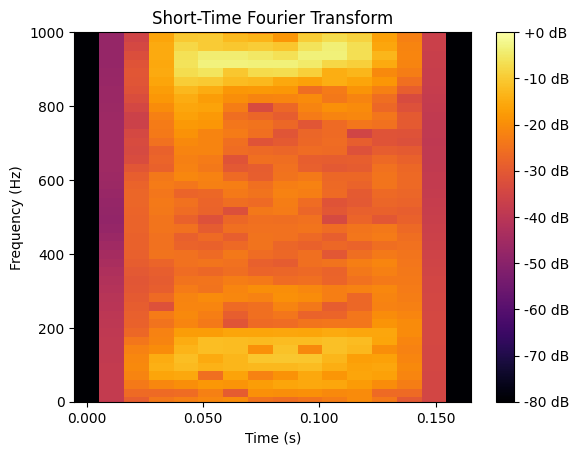 Short-Time Fourier Transform
Frequency (Hz)
1000
800
600
400
200
0
0.000
0.050
0.100
0.150
Time (s)
+0 dB
-10 dB
-20 dB
-30 dB
-40 dB
-50 dB
-60 dB
-70 dB
-80 dB